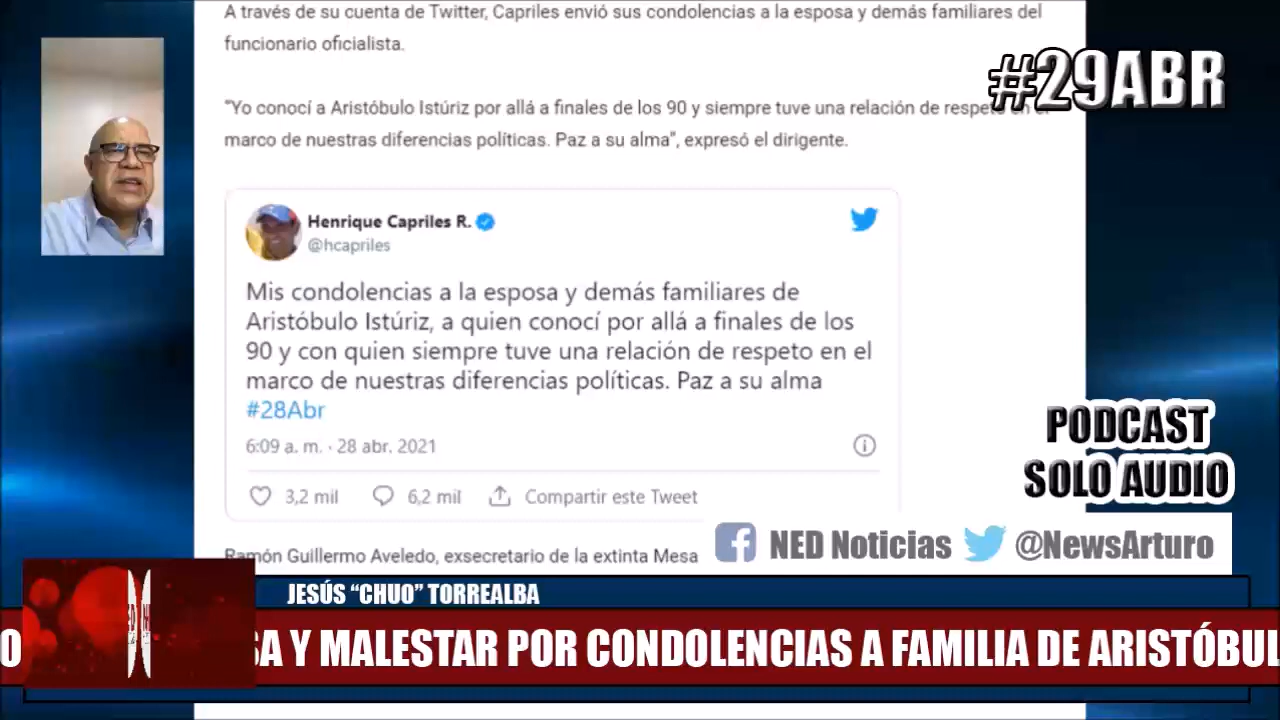 A través de su cuenta de Twitter, Capriles envió sus condolencias a la esposa y demás familiares del
funcionario oficialista.
#29ABR
"Yo conocí a Aristóbulo Istúriz por allá a finales de los 90 y siempre tuve una relación de respeto en el
marco de nuestras diferencias políticas. Paz a su alma", expresó el dirigente.
Henrique Capriles R.
@hcapriles
Mis condolencias a la esposa y demás familiares de
Aristóbulo Istúriz, a quien conocí por allá a finales de los
90 y con quien siempre tuve una relación de respeto en el
marco de nuestras diferencias políticas. Paz a su alma
#28Abr
6:09 a. m. · 28 abr. 2021
3,2 mil 6,2 mil Compartir este Tweet
PODCAST
SOLO AUDIO
Ramón Guillermo Aveledo, exsecretario de la extinta Mesa
NED Noticias @NewsArturo
JESÚS “CHUO” TORREALBA
O SA Y MALESTAR POR CONDOLENCIAS A FAMILIA DE ARISTÓBUL